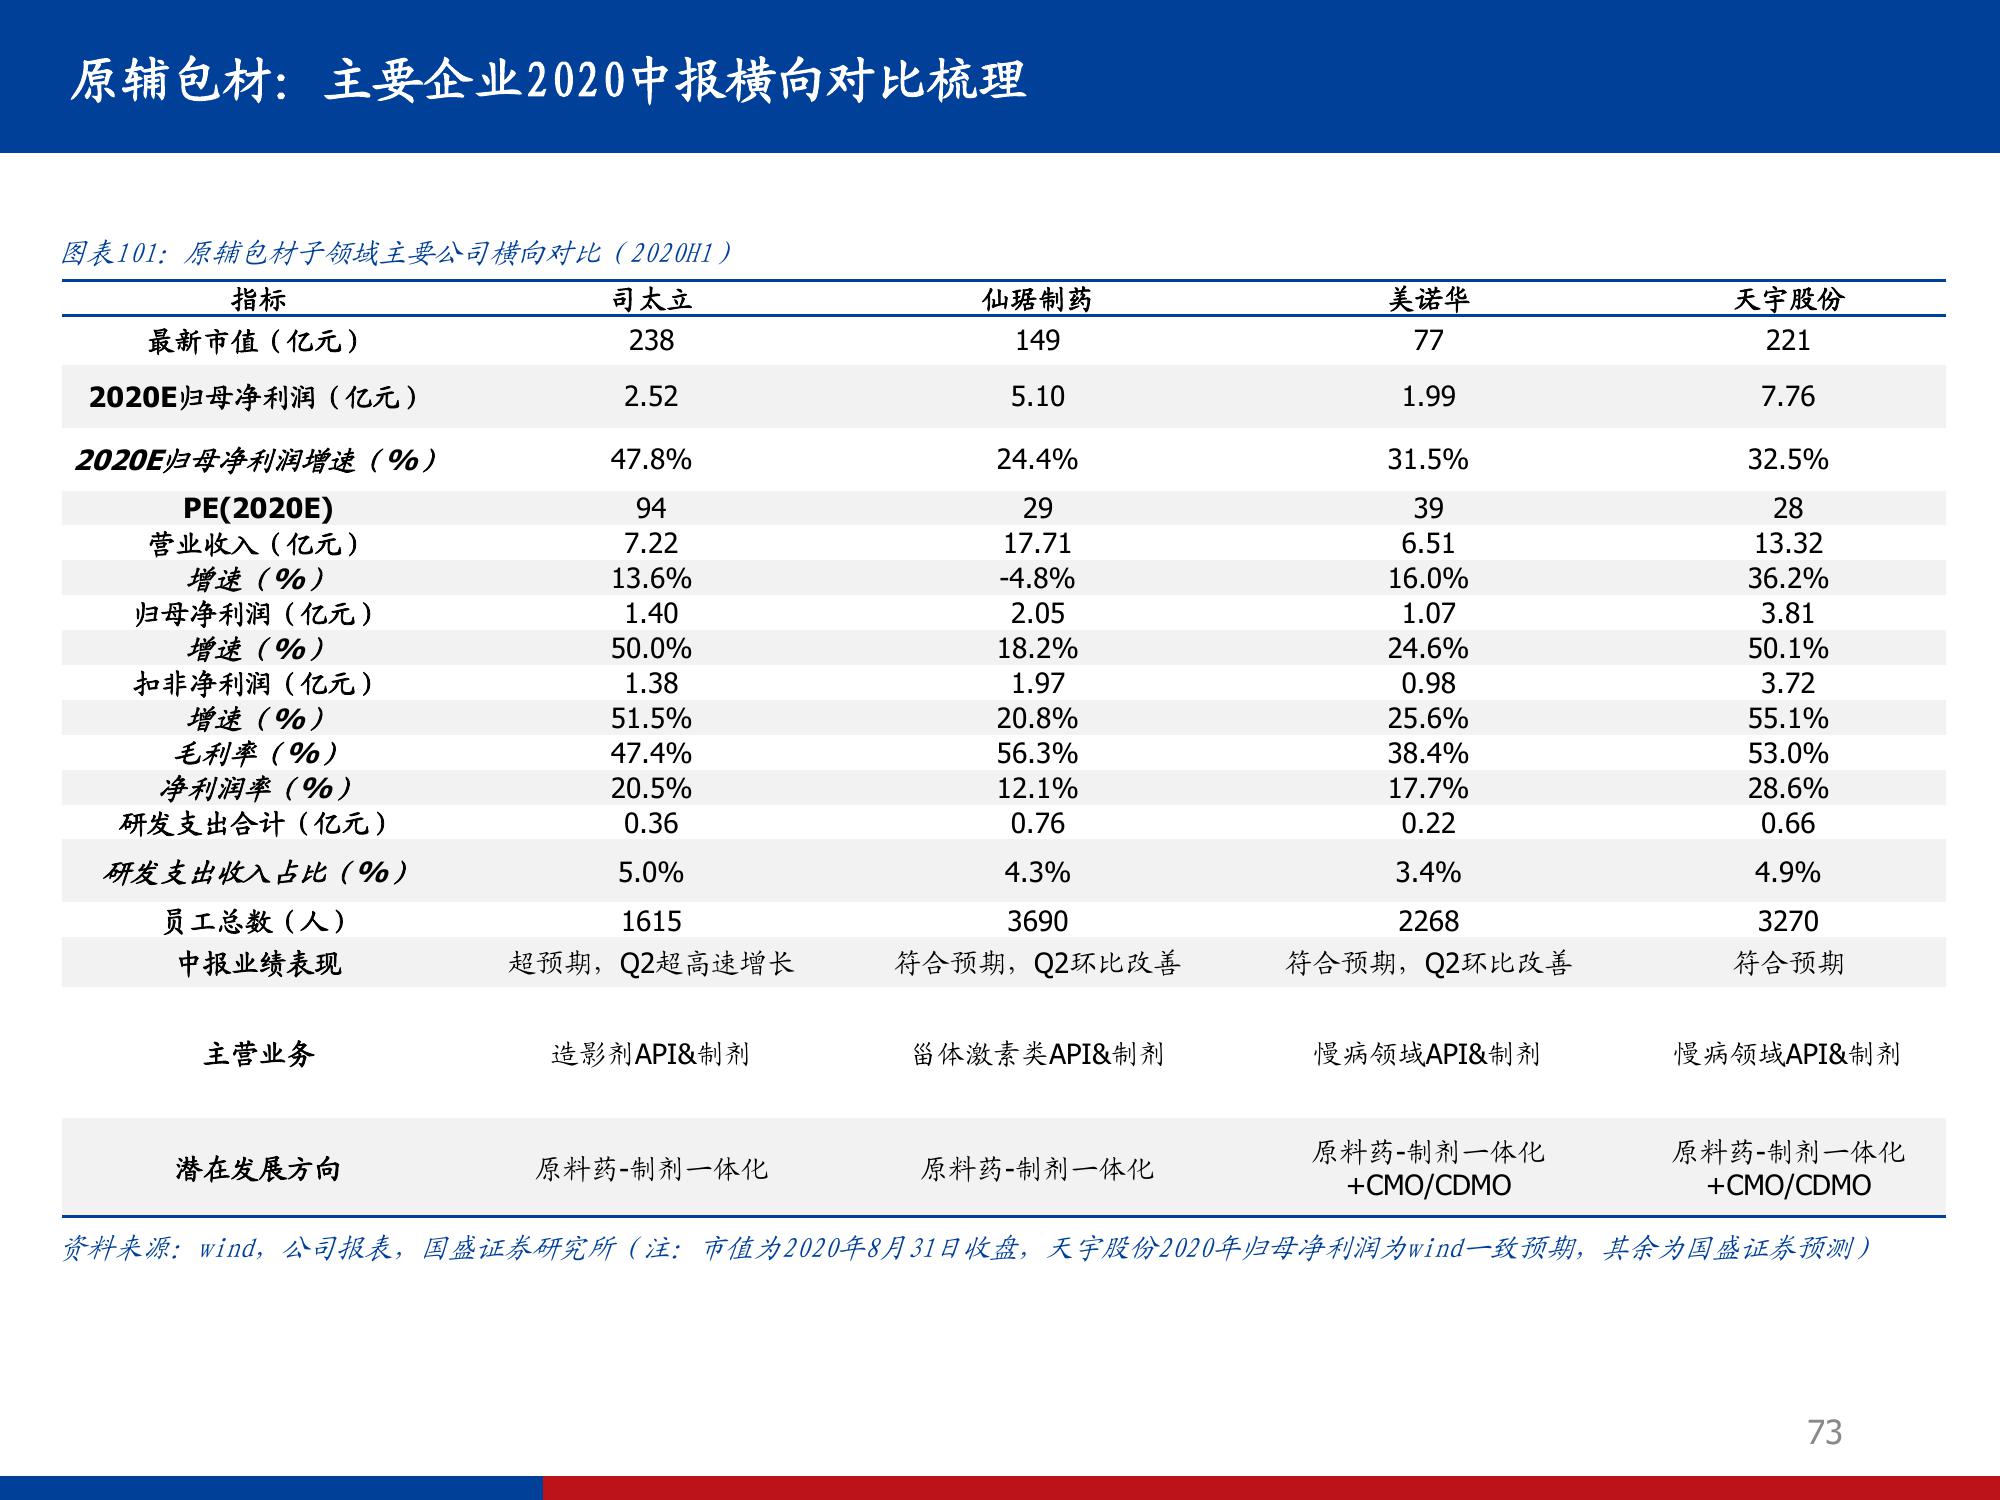 原辅包材：主要企业2020中报横向对比梳理
图表101：原辅包材子领域主要公司横向对比（2020H1）
指标 司太立 仙琚制药 美诺华 天宇股份
最新市值（亿元） 238 149 77 221
2020E归母净利润（亿元） 2.52 5.10 1.99 7.76
2020E归母净利润增速（%） 47.8% 24.4% 31.5% 32.5%
PE(2020E) 94 29 39 28
营业收入（亿元） 7.22 17.71 6.51 13.32
增速（%） 13.6% -4.8% 16.0% 36.2%
归母净利润（亿元） 1.40 2.05 1.07 3.81
增速（%） 50.0% 18.2% 24.6% 50.1%
扣非净利润（亿元） 1.38 1.97 0.98 3.72
增速（%） 51.5% 20.8% 25.6% 55.1%
毛利率（%） 47.4% 56.3% 38.4% 53.0%
净利润率（%） 20.5% 12.1% 17.7% 28.6%
研发支出合计（亿元） 0.36 0.76 0.22 0.66
研发支出收入占比（%） 5.0% 4.3% 3.4% 4.9%
员工总数（人） 1615 3690 2268 3270
中报业绩表现 超预期，Q2超高速增长 符合预期，Q2环比改善 符合预期，Q2环比改善 符合预期
主营业务 造影剂API&制剂 甾体激素类API&制剂 慢病领域API&制剂 慢病领域API&制剂
潜在发展方向 原料药-制剂一体化 原料药-制剂一体化 原料药-制剂一体化 原料药-制剂一体化
+CMO/CDMO +CMO/CDMO
资料来源：wind，公司报表，国盛证券研究所（注：市值为2020年8月31日收盘，天宇股份2020年归母净利润为wind一致预期，其余为国盛证券预测）
73